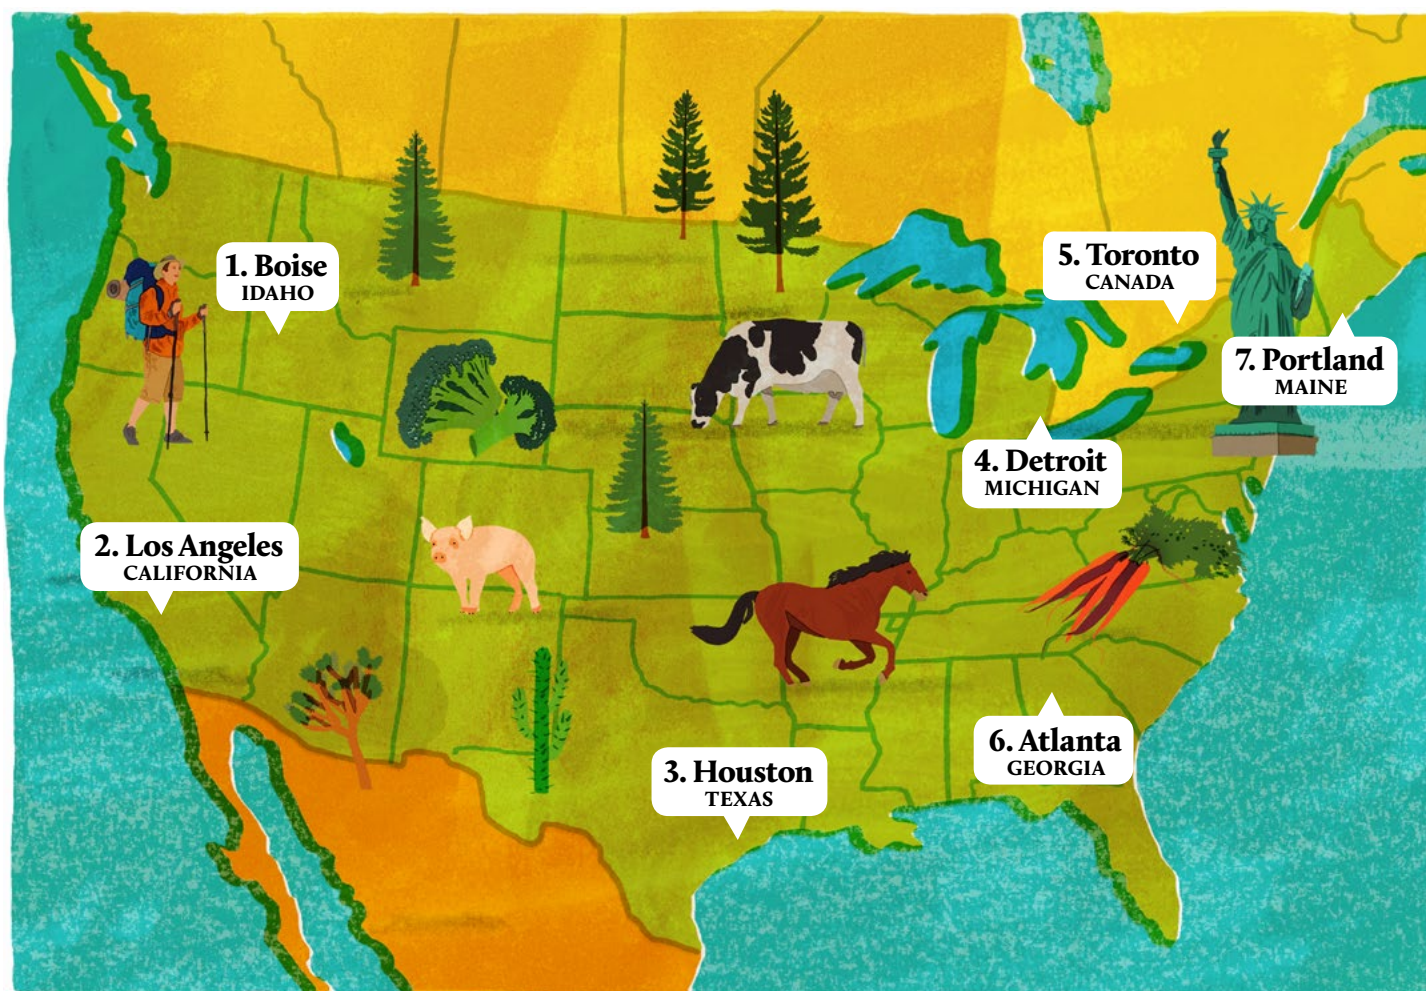 1. Boise
IDAHO
2. Los Angeles
CALIFORNIA
3. Houston
TEXAS
4. Detroit
MICHIGAN
5. Toronto
CANADA
6. Atlanta
GEORGIA
7. Portland
MAINE